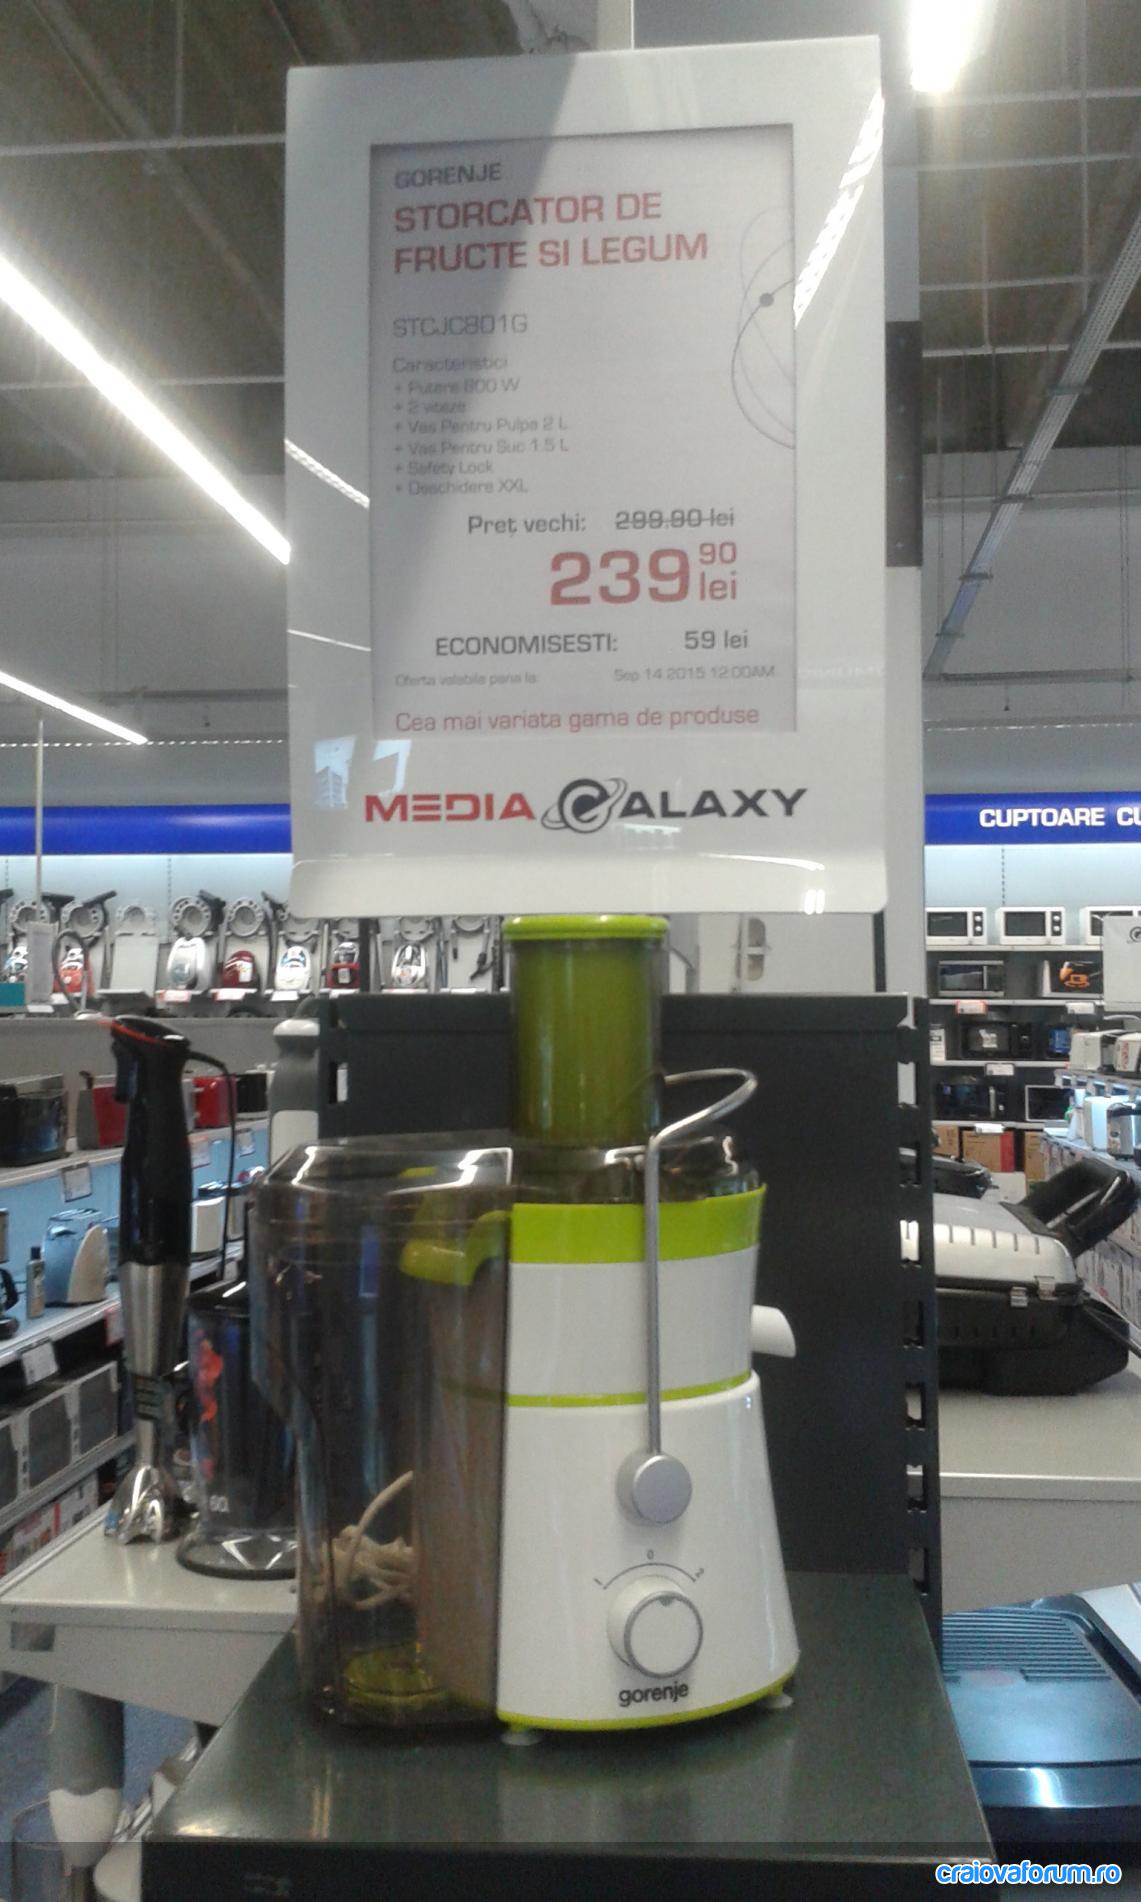 GORENJE
STORCATOR DE
FRUCTE SI LEGUM
STCJC801G
Caracteristici
+ Putere 800 W
+ 2 viteze
+ Vas Pentru Pulpa 2 L
+ Vas Pentru Suc 1.5 L
+ Safety Lock
+ Deschidere XXL
Preț vechi: 299.90 lei
239 90 lei
ECONOMISESTI: 59 lei
Oferta valabila pana la: Sep 14 2015 12:00AM
Cea mai variata gama de produse
MEDIA GALAXY
CUPTOARE CU
1 0 2
gorenje
craiovaforum.ro